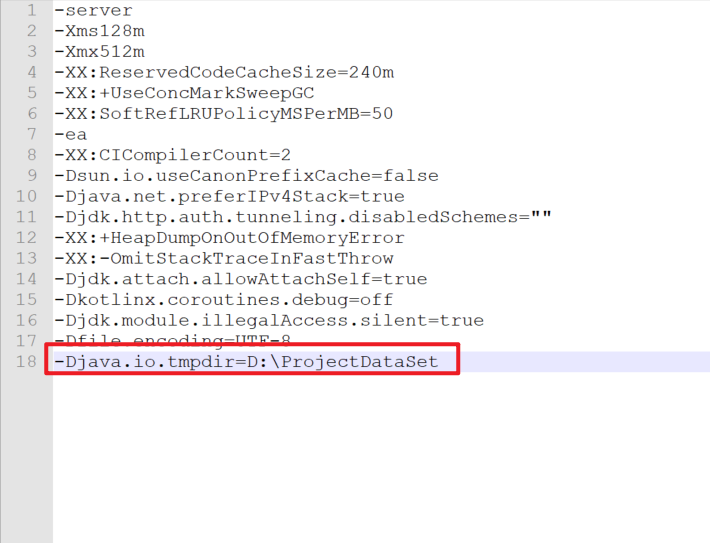 1 -server
2 -Xms128m
3 -Xmx512m
4 -XX:ReservedCodeCacheSize=240m
5 -XX:+UseConcMarkSweepGC
6 -XX:SoftRefLRUPolicyMSPerMB=50
7 -ea
8 -XX:CICompilerCount=2
9 -Dsun.io.useCanonPrefixCache=false
10 -Djava.net.preferIPv4Stack=true
11 -Djdk.http.auth.tunneling.disabledSchemes=""
12 -XX:+HeapDumpOnOutOfMemoryError
13 -XX:-OmitStackTraceInFastThrow
14 -Djdk.attach.allowAttachSelf=true
15 -Dkotlinx.coroutines.debug=off
16 -Djdk.module.illegalAccess.silent=true
17 -Dfile.encoding=UTF-8
18 -Djava.io.tmpdir=D:\ProjectDataSet